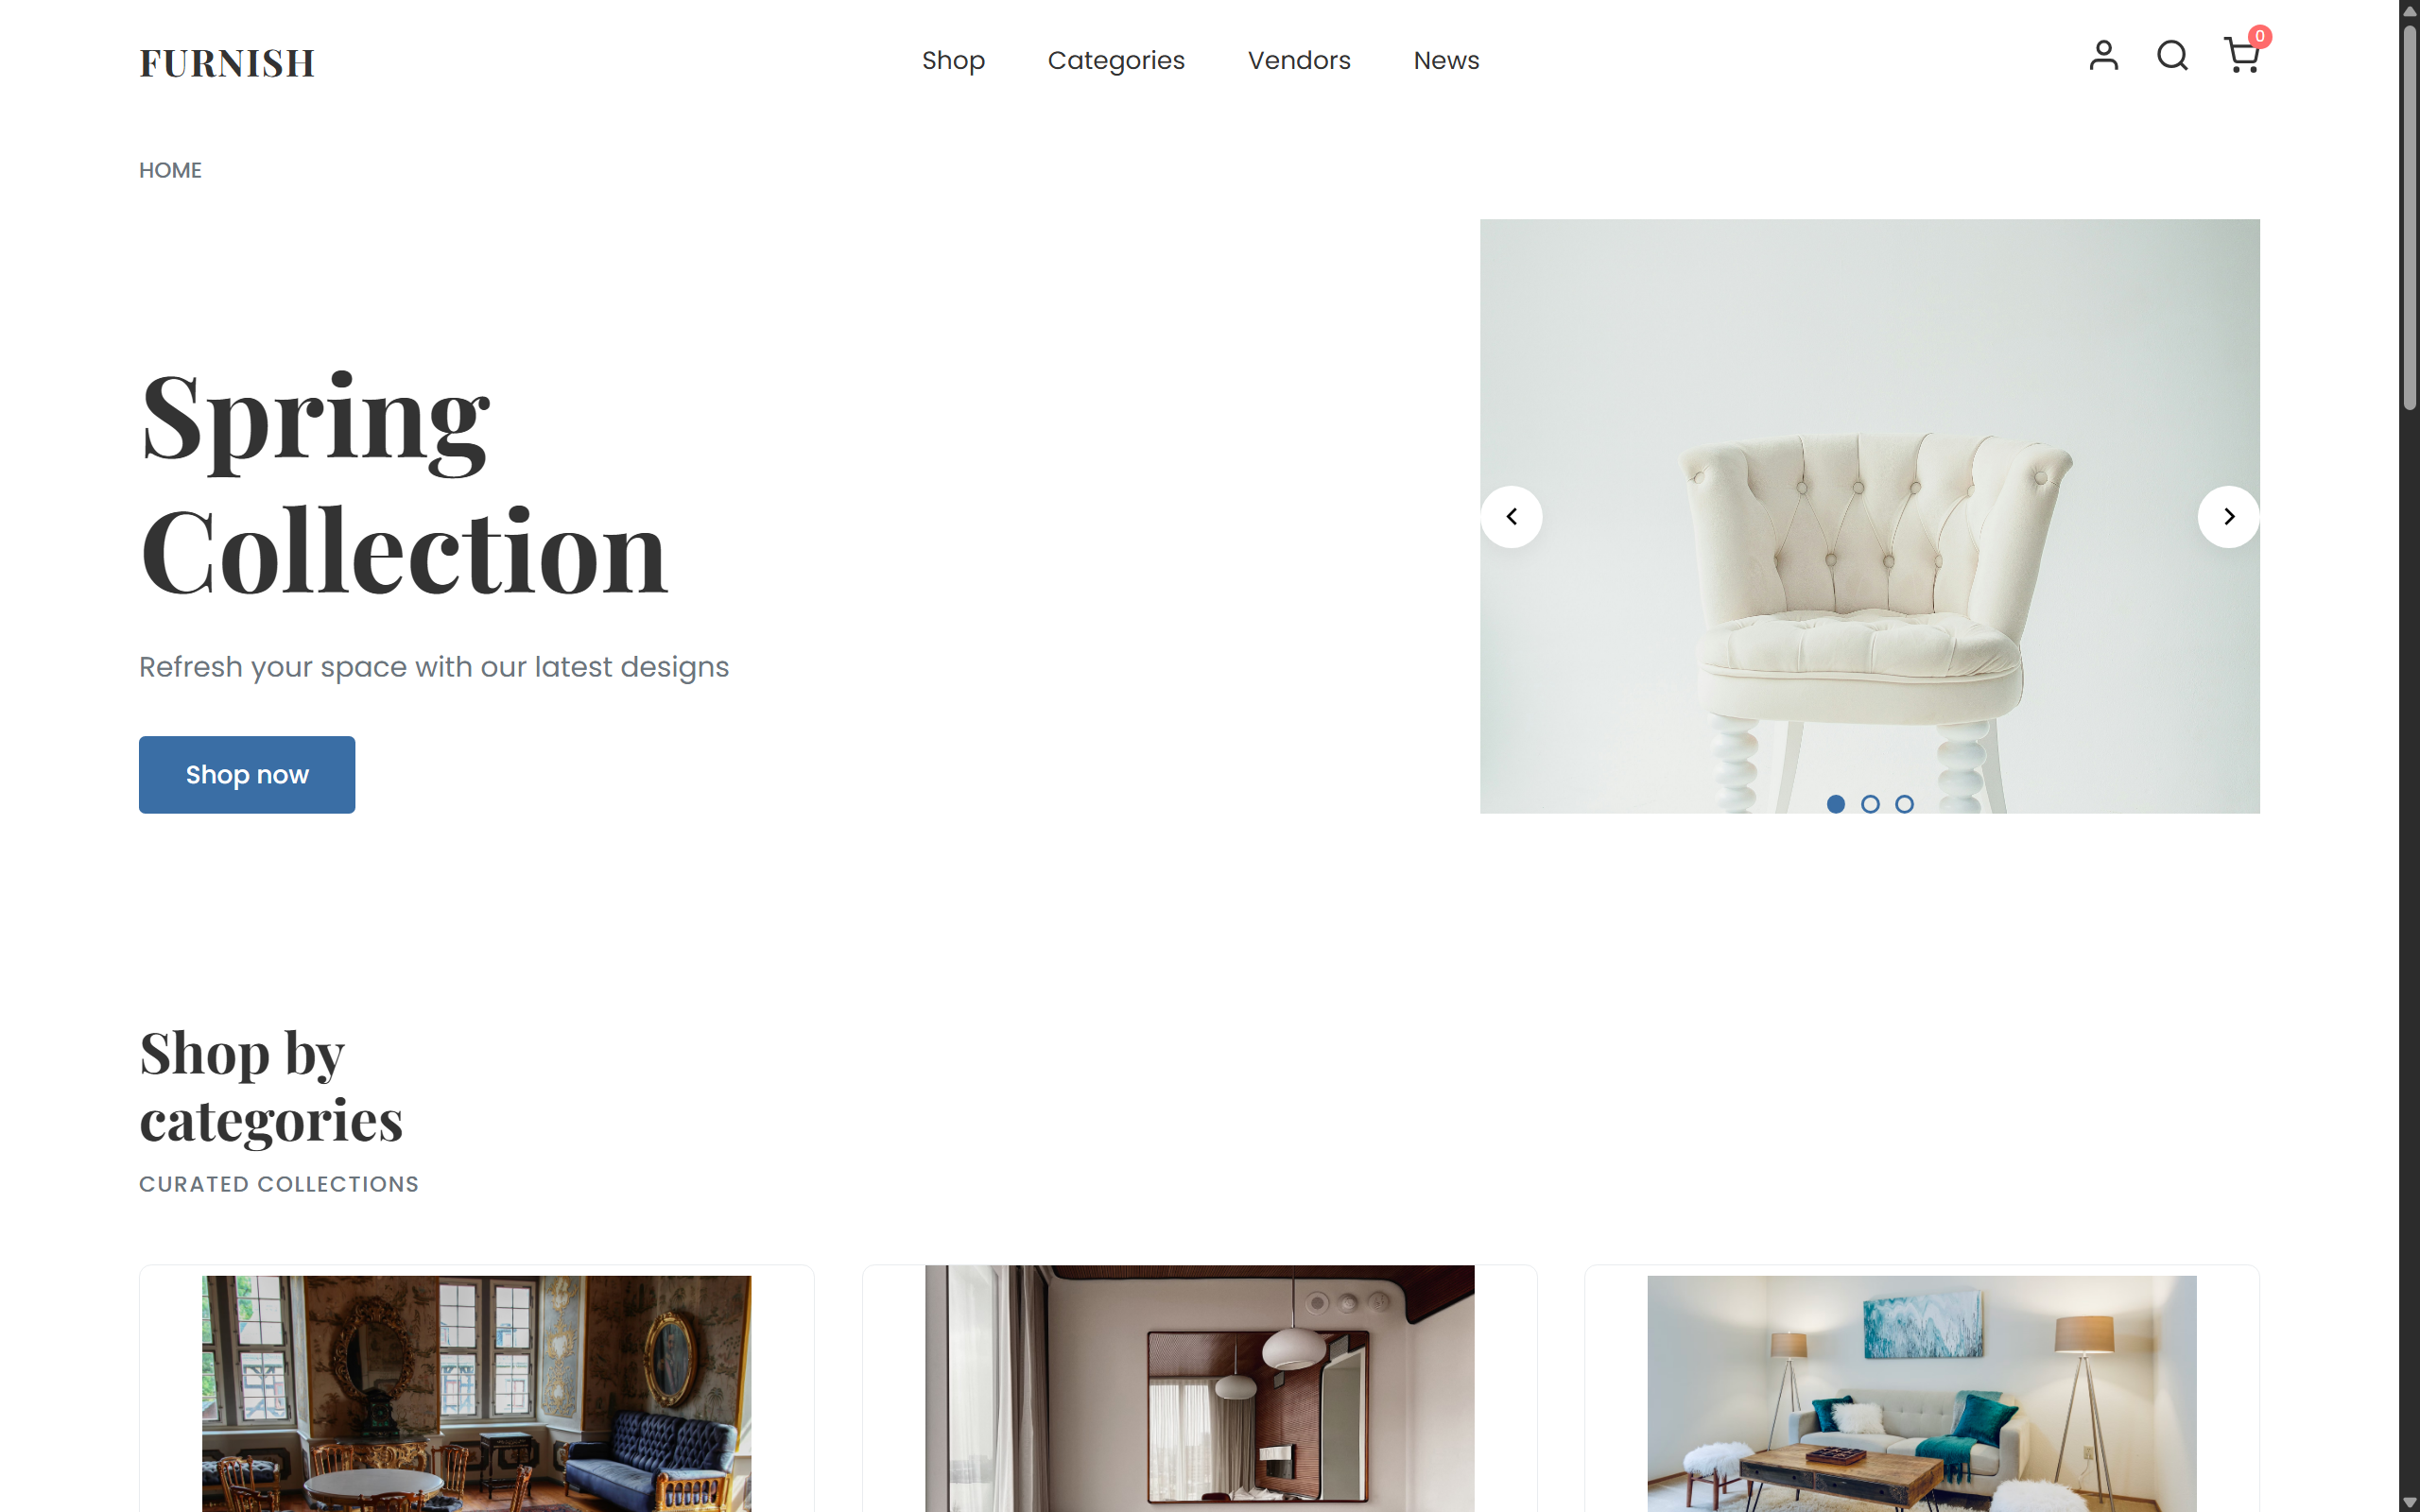 FURNISH
Shop
Categories
Vendors
News
0
HOME
Spring
Collection
Refresh your space with our latest designs
Shop now
Shop by
categories
CURATED COLLECTIONS